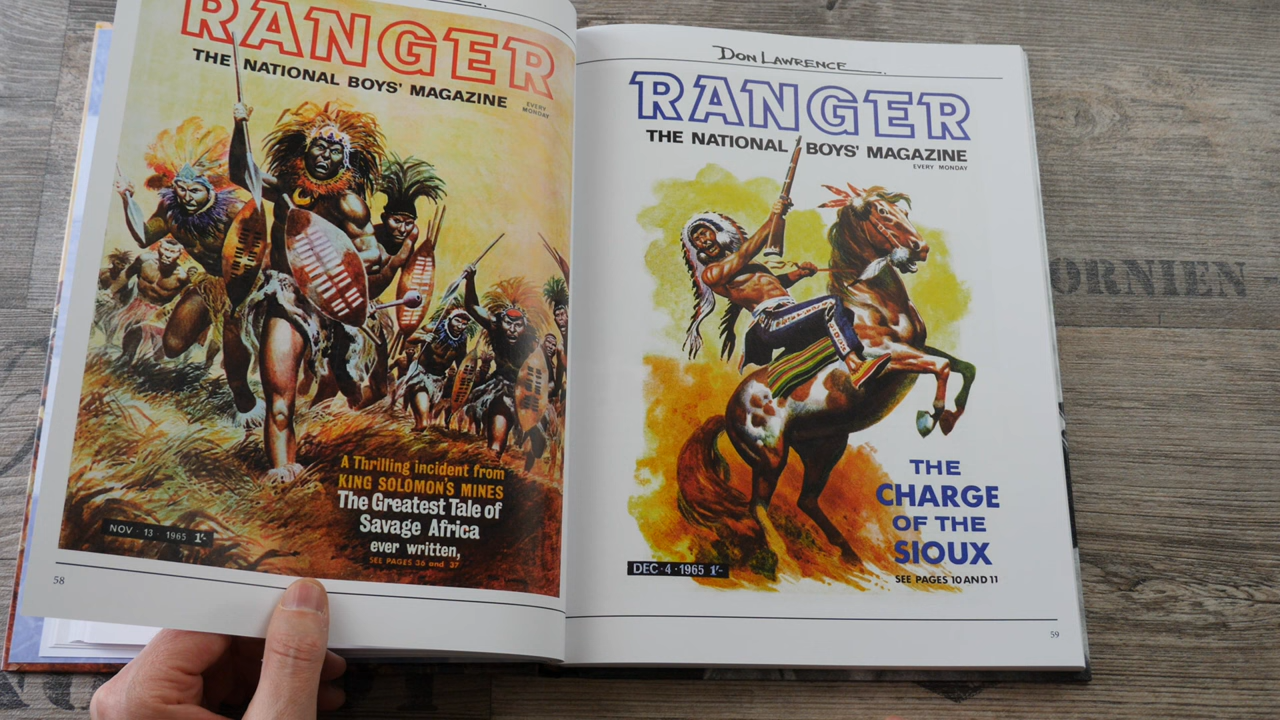 RANGER
THE NATIONAL BOYS' MAGAZINE
EVERY
MONDAY
A Thrilling incident from
KING SOLOMON'S MINES
The Greatest Tale of
Savage Africa
ever written,
SEE PAGES 36 and 37
NOV · 13 · 1965 1'-
58
DON LAWRENCE
RANGER
THE NATIONAL BOYS' MAGAZINE
EVERY MONDAY
THE
CHARGE
OF THE
SIOUX
SEE PAGES 10 AND 11
DEC · 4 · 1965 1'-
59
ORNIEN